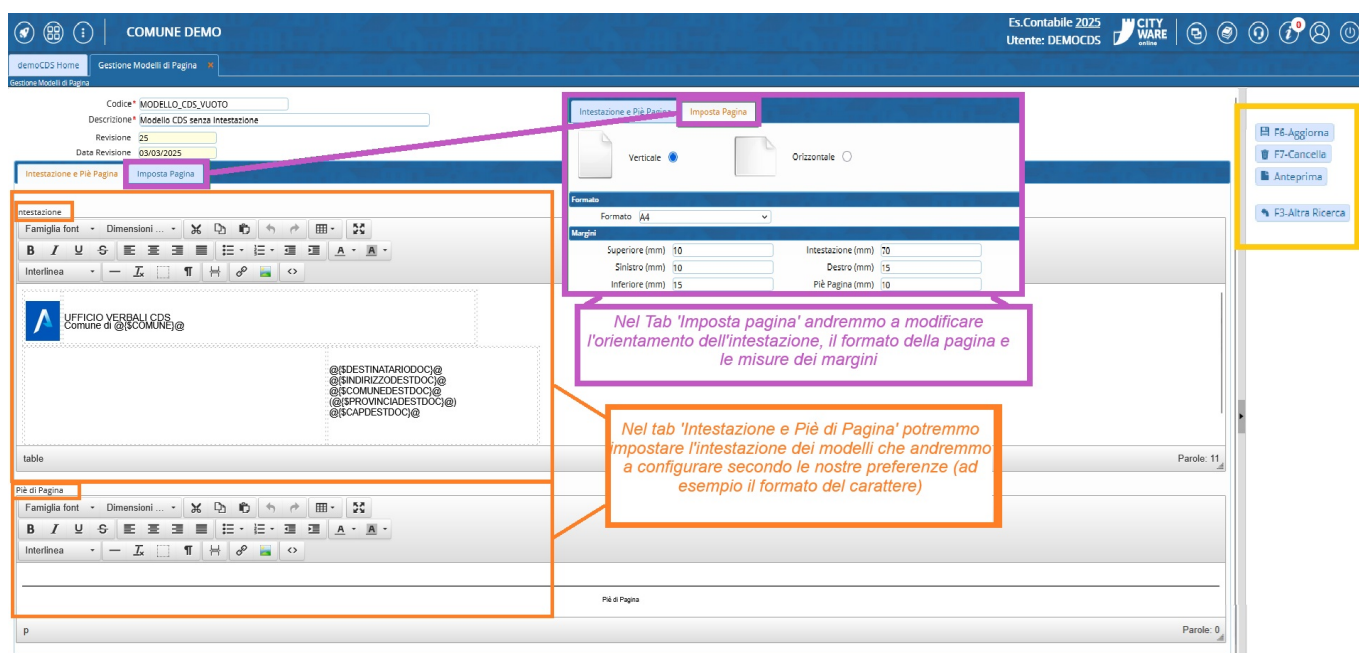 COMUNE DEMO
Es.Contabile 2025
Utente: DEMOCDS
CITY
WARE
online
0
demoCDS Home
Gestione Modelli di Pagina ×
Gestione Modelli di Pagina
Codice* MODELLO_CDS_VUOTO
Descrizione* Modello CDS senza Intestazione
Revisione 25
Data Revisione 03/03/2025
Intestazione e Piè Pagina
Imposta Pagina
Intestazione e Piè Pagina
Imposta Pagina
Verticale
Orizzontale
Formato
Formato A4
Margini
Superiore (mm) 10
Intestazione (mm) 70
Sinistro (mm) 10
Destro (mm) 15
Inferiore (mm) 15
Piè Pagina (mm) 10
F6-Aggiorna
F7-Cancella
Anteprima
F3-Altra Ricerca
Nel Tab 'Imposta pagina' andremmo a modificare
l'orientamento dell'intestazione, il formato della pagina e
le misure dei margini
Intestazione
Famiglia font
Dimensioni ...
B I U S
A
A
Interlinea
UFFICIO VERBALI CDS
Comune di @{$COMUNE}@
@{$DESTINATARIODOC}@
@{$INDIRIZZODESTDOC}@
@{$COMUNEDESTDOC}@
(@{$PROVINCIADESTDOC}@)
@{$CAPDESTDOC}@
Nel tab 'Intestazione e Piè di Pagina' potremmo
impostare l'intestazione dei modelli che andremmo
a configurare secondo le nostre preferenze (ad
esempio il formato del carattere)
table
Parole: 11
Piè di Pagina
Famiglia font
Dimensioni ...
B I U S
A
A
Interlinea
Piè di Pagina
p
Parole: 0